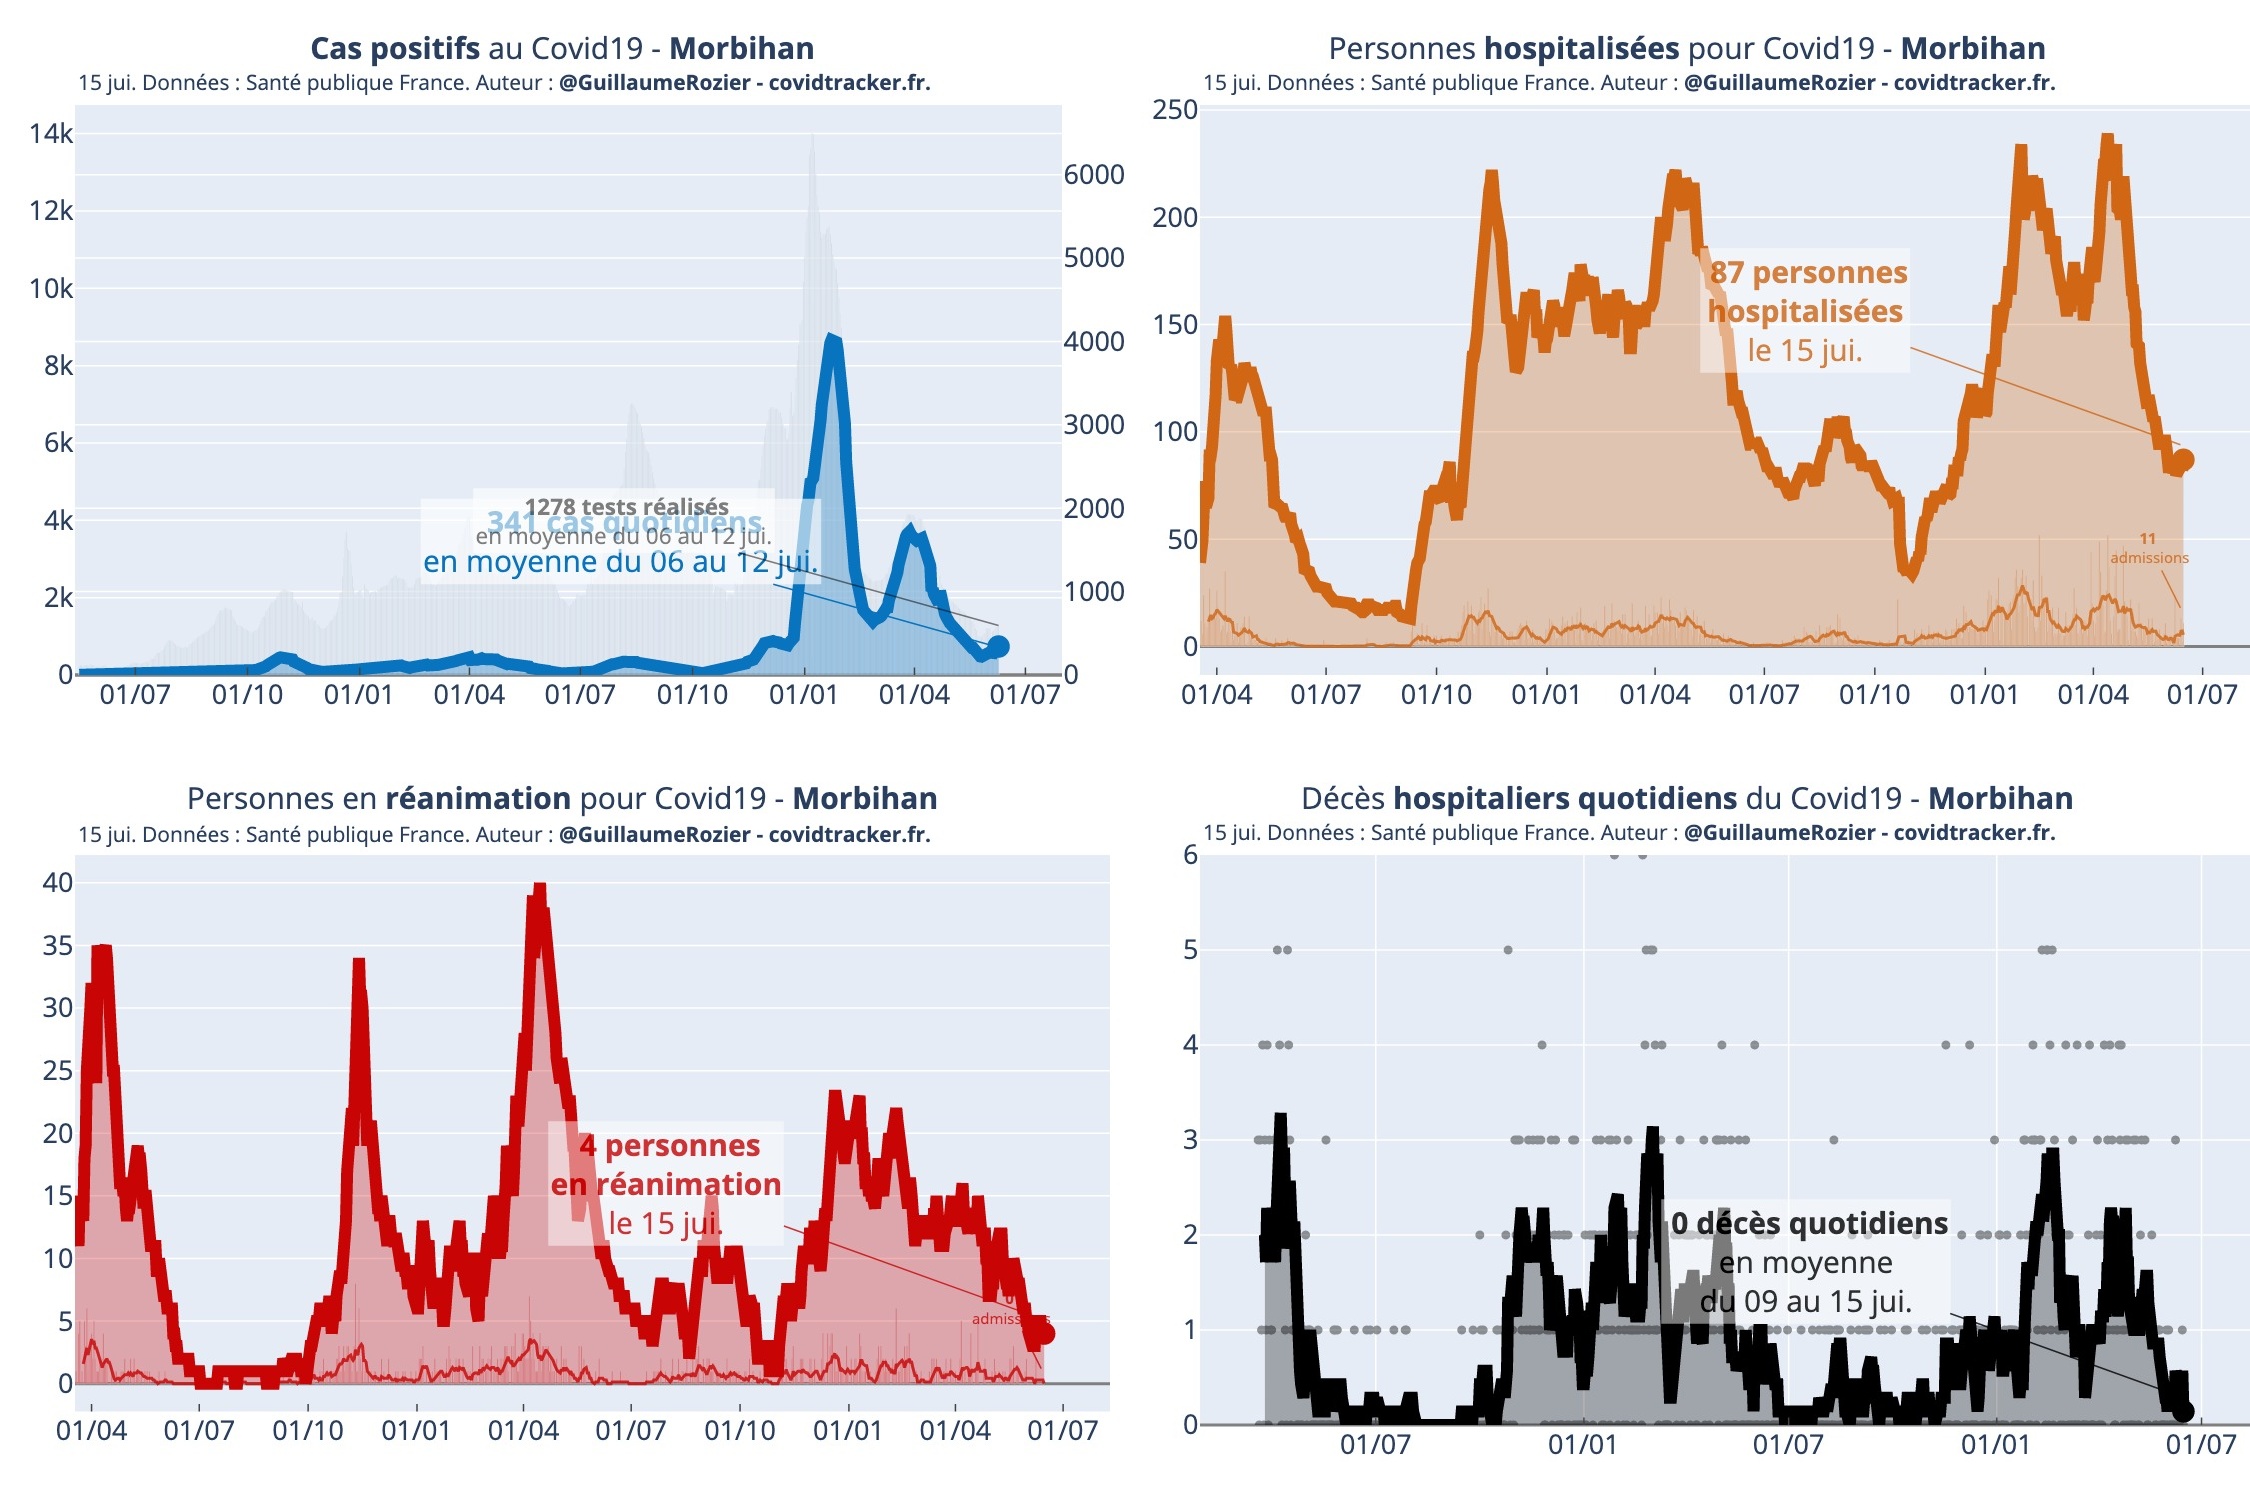 Cas positifs au Covid19 - Morbihan
15 jui. Données : Santé publique France. Auteur : @GuillaumeRozier - covidtracker.fr.
14k
12k
10k
8k
6k
4k
2k
0
6000
5000
4000
3000
2000
1000
0
1278 tests réalisés
341 cas quotidiens
en moyenne du 06 au 12 jui.
en moyenne du 06 au 12 jui.
01/07 01/10 01/01 01/04 01/07 01/10 01/01 01/04 01/07
Personnes hospitalisées pour Covid19 - Morbihan
15 jui. Données : Santé publique France. Auteur : @GuillaumeRozier - covidtracker.fr.
250
200
150
100
50
0
87 personnes
hospitalisées
le 15 jui.
11
admissions
01/04 01/07 01/10 01/01 01/04 01/07 01/10 01/01 01/04 01/07
Personnes en réanimation pour Covid19 - Morbihan
15 jui. Données : Santé publique France. Auteur : @GuillaumeRozier - covidtracker.fr.
40
35
30
25
20
15
10
5
0
4 personnes
en réanimation
le 15 jui.
01/04 01/07 01/10 01/01 01/04 01/07 01/10 01/01 01/04 01/07
Décès hospitaliers quotidiens du Covid19 - Morbihan
15 jui. Données : Santé publique France. Auteur : @GuillaumeRozier - covidtracker.fr.
6
5
4
3
2
1
0
0 décès quotidiens
en moyenne
du 09 au 15 jui.
01/07 01/01 01/07 01/01 01/07